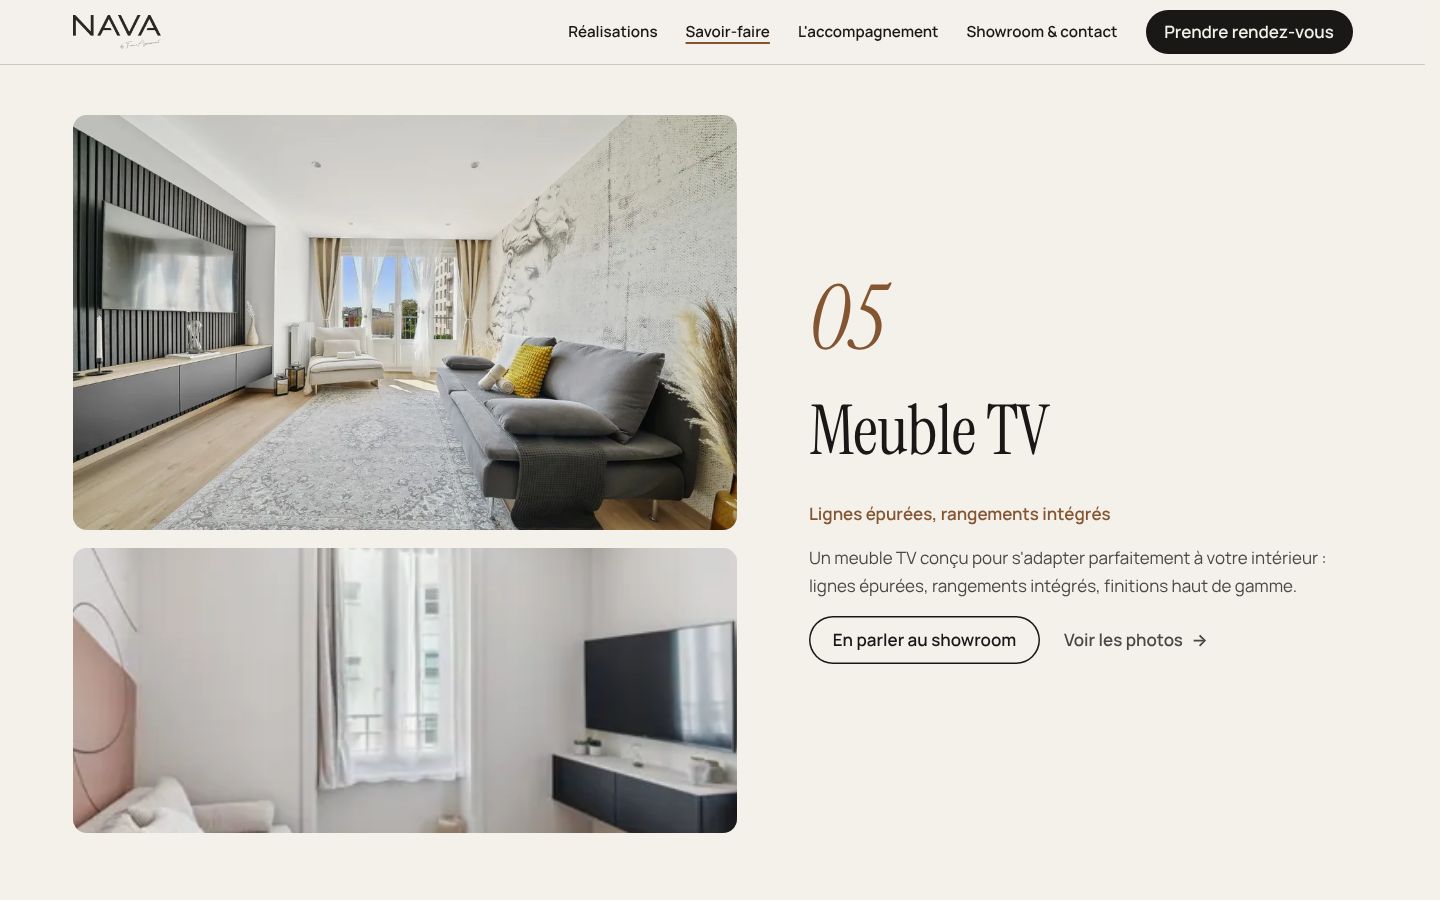 NAVA
Réalisations
Savoir-faire
L'accompagnement
Showroom & contact
Prendre rendez-vous
05
Meuble TV
Lignes épurées, rangements intégrés
Un meuble TV conçu pour s'adapter parfaitement à votre intérieur :
lignes épurées, rangements intégrés, finitions haut de gamme.
En parler au showroom
Voir les photos →